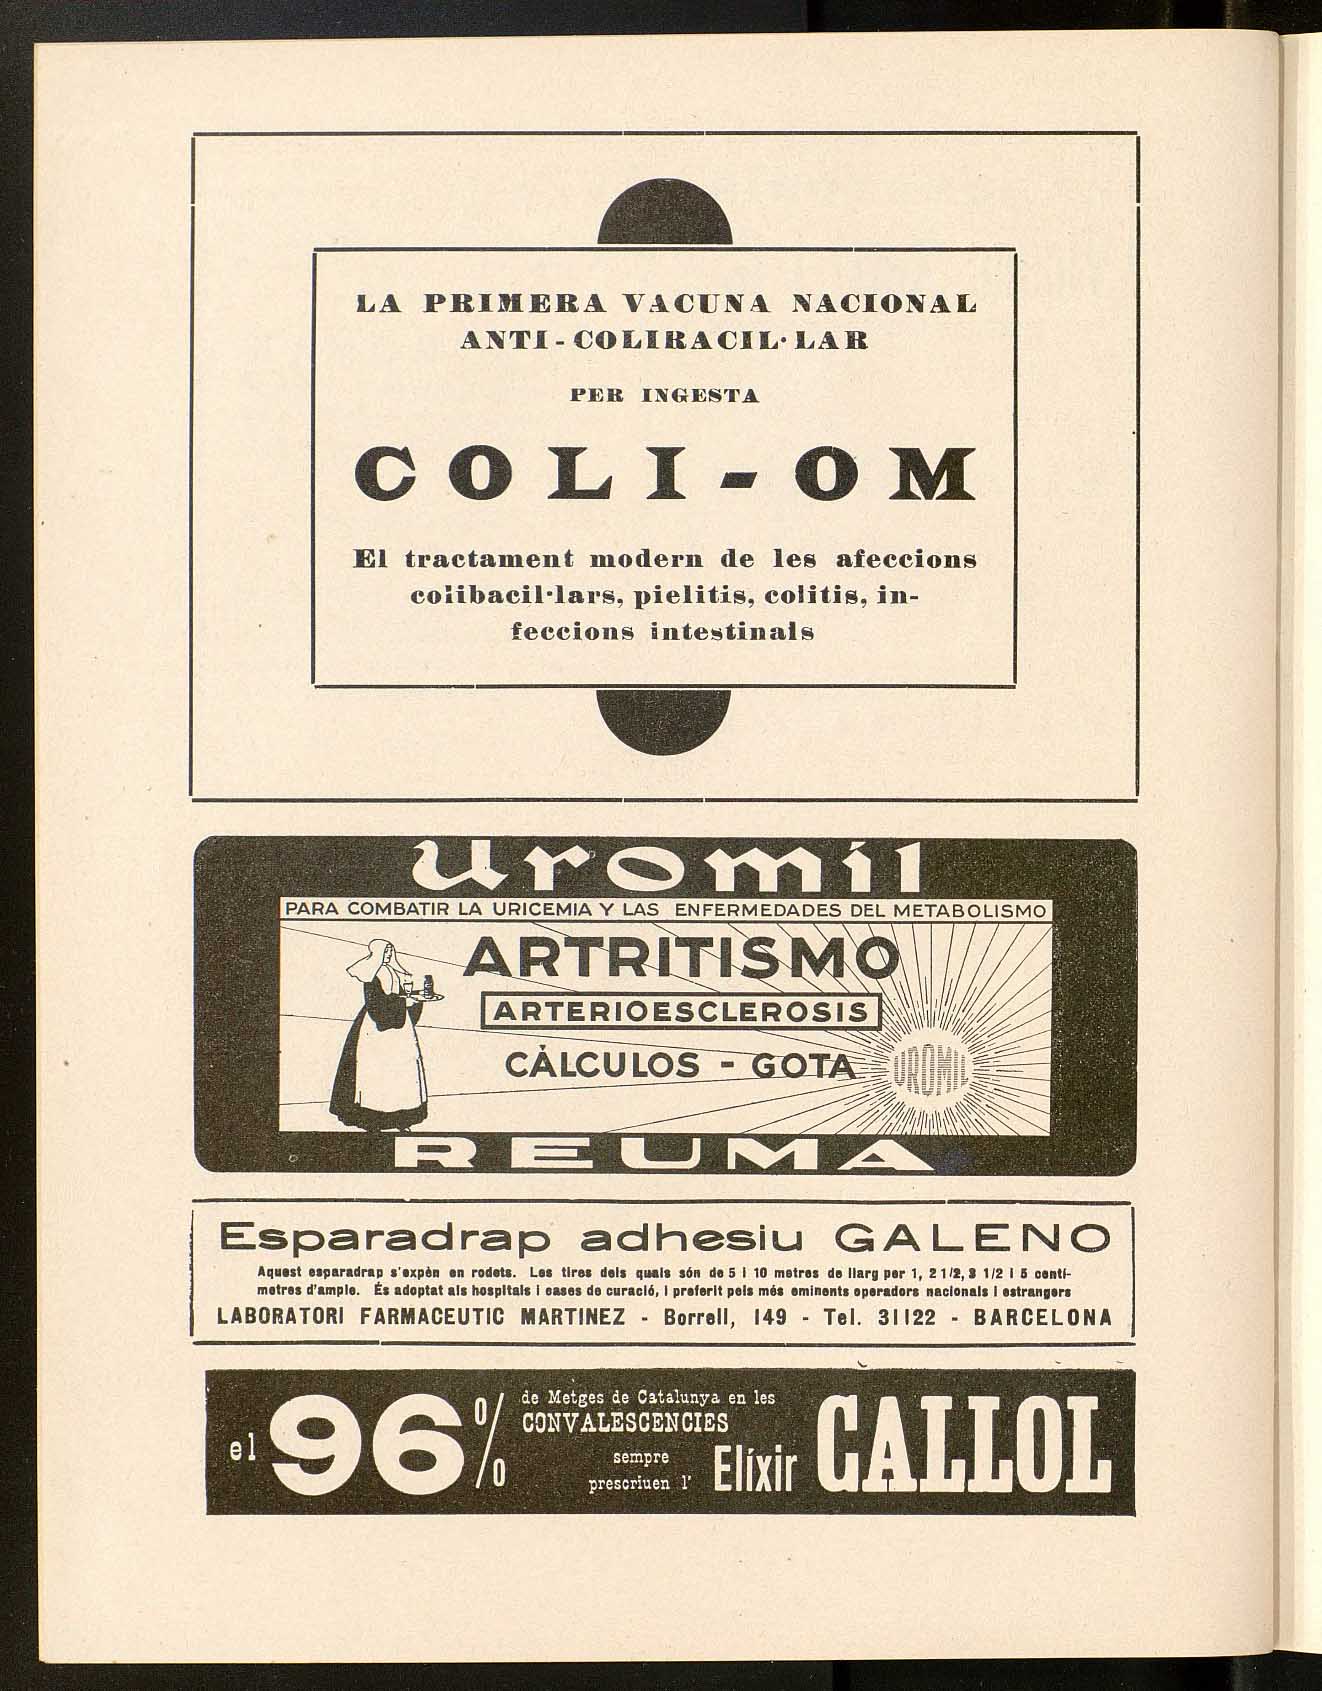 LA PRIMERA VACUNA NACIONAL
ANTI-COLIBACIL·LAR
PER INGESTA
COLI-OM
El tractament modern de les afeccions
colibacil·lars, pielitis, colitis, in-
feccions intestinals
Uromil
PARA COMBATIR LA URICEMIA Y LAS ENFERMEDADES DEL METABOLISMO
ARTRITISMO
ARTERIOESCLEROSIS
CÁLCULOS - GOTA
UROMIL
REUMA
Esparadrap adhesiu GALENO
Aquest esparadrap s'expèn en rodets. Les tires dels quals són de 5 i 10 metres de llarg per 1, 2 1/2, 3 1/2 i 5 centí-
metres d'ample. És adoptat als hospitals i cases de curació, i preferit pels més eminents operadors nacionals i estrangers
LABORATORI FARMACEUTIC MARTINEZ - Borrell, 149 - Tel. 31122 - BARCELONA
el 96% de Metges de Catalunya en les
CONVALESCENCIES
sempre
prescriuen l' Elíxir CALLOL